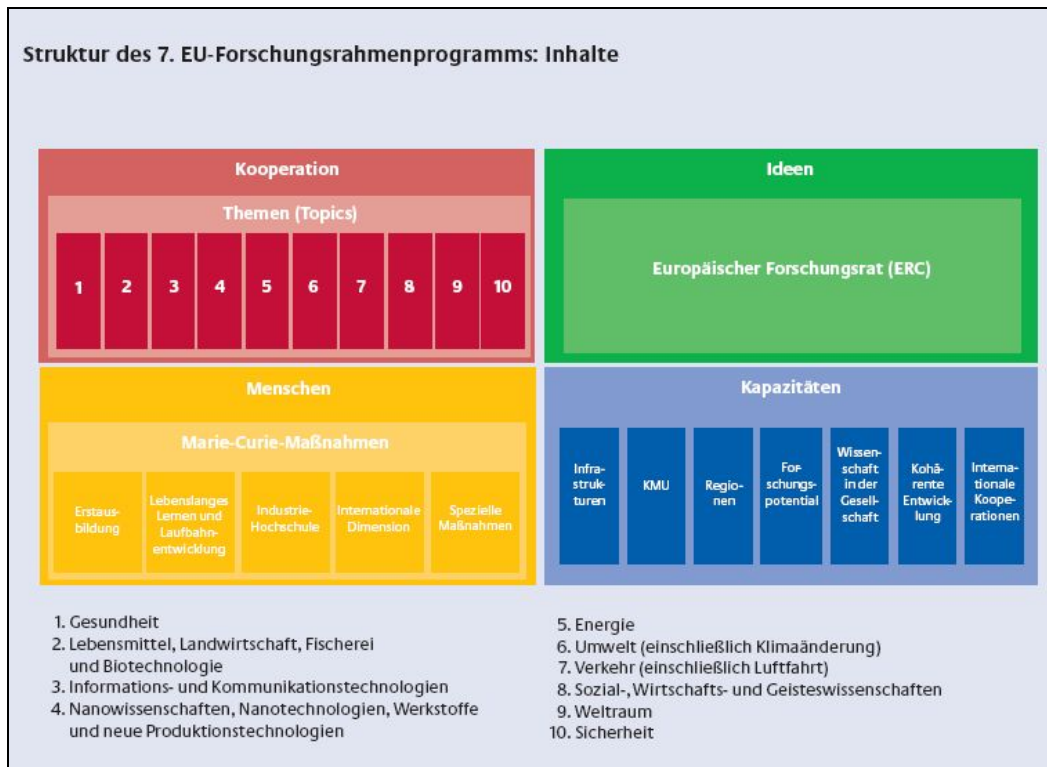 Struktur des 7. EU-Forschungsrahmenprogramms: Inhalte
Kooperation
Themen (Topics)
1 2 3 4 5 6 7 8 9 10
Ideen
Europäischer Forschungsrat (ERC)
Menschen
Marie-Curie-Maßnahmen
Erstaus-
bildung
Lebenslanges
Lernen und
Laufbahn-
entwicklung
Industrie-
Hochschule
Internationale
Dimension
Spezielle
Maßnahmen
Kapazitäten
Infra-
struk-
turen
KMU
Regio-
nen
For-
schungs-
potential
Wissen-
schaft
in der
Gesell-
schaft
Kohä-
rente
Entwick-
lung
Interna-
tionale
Koope-
rationen
1. Gesundheit
2. Lebensmittel, Landwirtschaft, Fischerei
und Biotechnologie
3. Informations- und Kommunikationstechnologien
4. Nanowissenschaften, Nanotechnologien, Werkstoffe
und neue Produktionstechnologien
5. Energie
6. Umwelt (einschließlich Klimaänderung)
7. Verkehr (einschließlich Luftfahrt)
8. Sozial-, Wirtschafts- und Geisteswissenschaften
9. Weltraum
10. Sicherheit